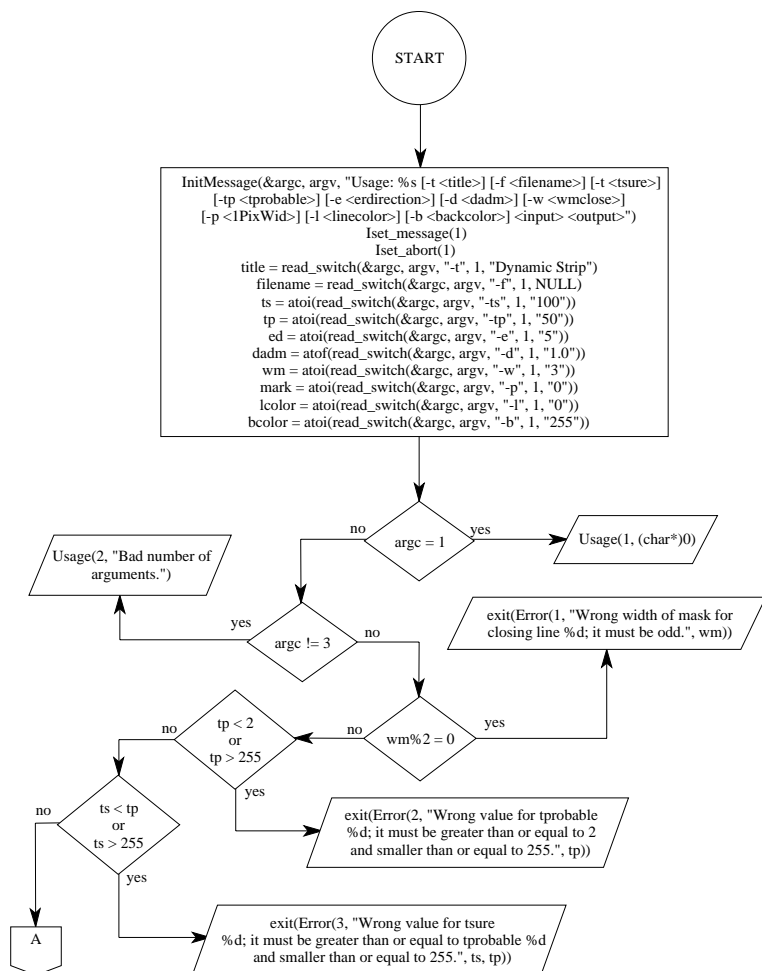 START
InitMessage(&argc, argv, "Usage: %s [-t <title>] [-f <filename>] [-t <tsure>]
[-tp <tprobable>] [-e <erdirection>] [-d <dadm>] [-w <wmclose>]
[-p <1PixWid>] [-l <linecolor>] [-b <backcolor>] <input> <output>")
Iset_message(1)
Iset_abort(1)
title = read_switch(&argc, argv, "-t", 1, "Dynamic Strip")
filename = read_switch(&argc, argv, "-f", 1, NULL)
ts = atoi(read_switch(&argc, argv, "-ts", 1, "100"))
tp = atoi(read_switch(&argc, argv, "-tp", 1, "50"))
ed = atoi(read_switch(&argc, argv, "-e", 1, "5"))
dadm = atof(read_switch(&argc, argv, "-d", 1, "1.0"))
wm = atoi(read_switch(&argc, argv, "-w", 1, "3"))
mark = atoi(read_switch(&argc, argv, "-p", 1, "0"))
lcolor = atoi(read_switch(&argc, argv, "-l", 1, "0"))
bcolor = atoi(read_switch(&argc, argv, "-b", 1, "255"))
no
argc = 1
yes
Usage(1, (char*)0)
Usage(2, "Bad number of
arguments.")
yes
argc != 3
no
exit(Error(1, "Wrong width of mask for
closing line %d; it must be odd.", wm))
no
tp < 2
or
tp > 255
no
wm%2 = 0
yes
yes
exit(Error(2, "Wrong value for tprobable
%d; it must be greater than or equal to 2
and smaller than or equal to 255.", tp))
no
ts < tp
or
ts > 255
yes
A
exit(Error(3, "Wrong value for tsure
%d; it must be greater than or equal to tprobable %d
and smaller than or equal to 255.", ts, tp))